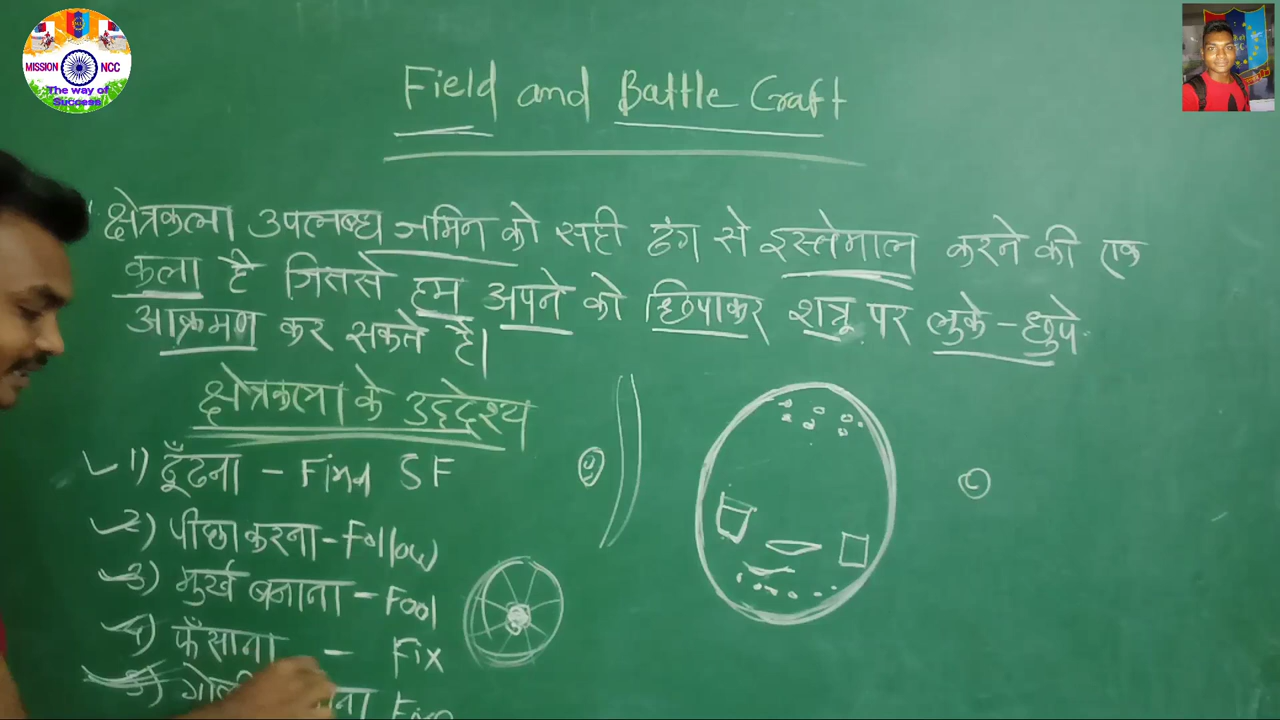 MISSION NCC
The way of
Success
Field and Battle Craft
क्षेत्रकला उपलब्ध जमिन को सही ढंग से इस्तेमाल करने की एक
कला है जिससे हम अपने को छिपाकर शत्रु पर लुके-छुपे
आक्रमण कर सकते है।
क्षेत्रकला के उद्देश्य
1) ढूँढना - Find 5F
2) पीछा करना - Follow
3) मुर्ख बनाना - Fool
4) फँसाना - Fix
5)